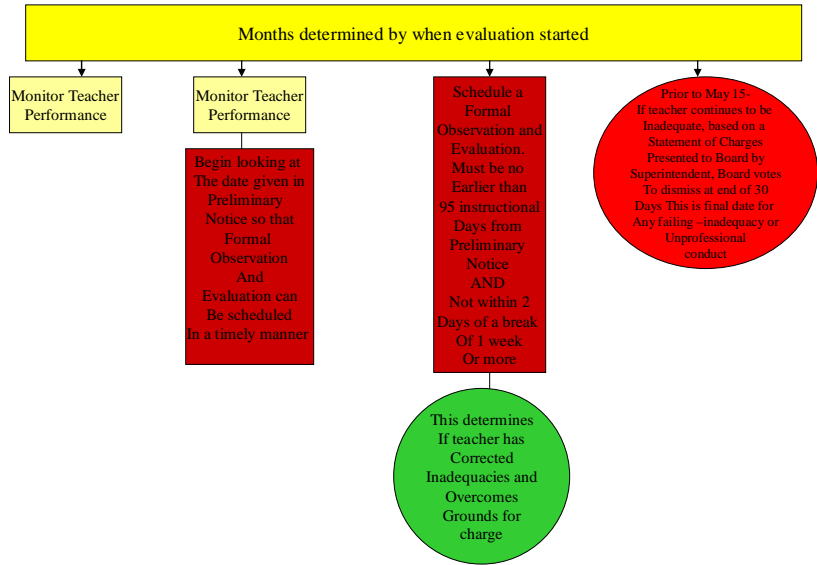 Months determined by when evaluation started
Monitor Teacher
Performance
Monitor Teacher
Performance
Begin looking at
The date given in
Preliminary
Notice so that
Formal
Observation
And
Evaluation can
Be scheduled
In a timely manner
Schedule a
Formal
Observation and
Evaluation.
Must be no
Earlier than
95 instructional
Days from
Prelaminary
Notice
AND
Not within 2
Days of a break
Of 1 week
Or more
This determines
If teacher has
Corrected
Inadequacies and
Overcomes
Grounds for
charge
Prior to May 15-
If teacher continues to be
Inadequate, based on a
Statement of Charges
Presented to Board by
Superintendent, Board votes
To dismiss at end of 30
Days This is final date for
Any failing –inadequacy or
Unprofessional
conduct